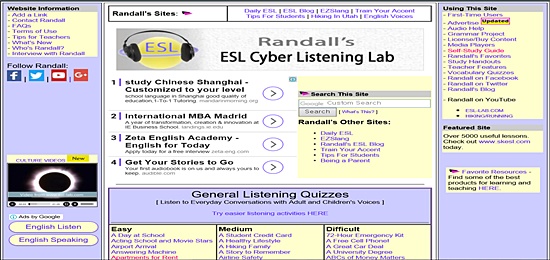 Website Information
- Add a Link
- Contact Randall
- FAQs
- Terms of Use
- Tips for Teachers
- What's New
- Who's Randall?
- Interview with Randall
Follow Randall:
CULTURE VIDEOS New
Ads by Google
English Listen
English Speaking
Randall's Sites:
Daily ESL | ESL Blog | EZSlang | Train Your Accent
Tips For Students | Hiking In Utah | English Voices
ESL
Randall's
ESL Cyber Listening Lab
1 study Chinese Shanghai -
Customized to your level
school language in Shanghai good quality of
education,1-To-1 Tutoring mandarinmorning.org
2 International MBA Madrid
A year of transformation, creation & innovation at
IE Business School. landings.ie.edu
3 Zeta English Academy -
English for Today
Apply today for a free interview zeta-eng.com
4 Get Your Stories to Go
Your first audiobook is on us and always yours to
keep. audible.com
Search This Site
Google Custom Search
Search [ What's This? ]
Randall's Other Sites:
Daily ESL
EZSlang
Randall's ESL Blog
Train Your Accent
Tips For Students
Being a Parent
General Listening Quizzes
[ Listen to Everyday Conversations with Adult and Children's Voices ]
Try easier listening activities HERE
Easy
A Day at School
Acting School and Movie Stars
Airport Arrival
Answering Machine
Apartments for Rent
Medium
A Student Credit Card
A Healthy Lifestyle
A Hiking Family
A Story to Remember
Airline Safety
Difficult
72-Hour Emergency Kit
A Free Cell Phone!
A Great Car Deal
A University Degree
ABCs of Money Matters
Using This Site
- First-Time Users
- Advertise Updated
- Audio Help
- Grammar Project
- License/Buy Content
- Media Players
- Self-Study Guide
- Randall's Favorites
- Study Handouts
- Teacher Features
- Vocabulary Quizzes
- Randall on Facebook
- Randall on Twitter
- Randall's Blog
- Randall on YouTube
ESL-LAB.COM
HIKING/RUNNING
Featured Site
Over 5000 useful lessons.
Check out www.skesl.com
today.
Favorite Resources -
Find some of the best
products for learning and
teaching HERE.